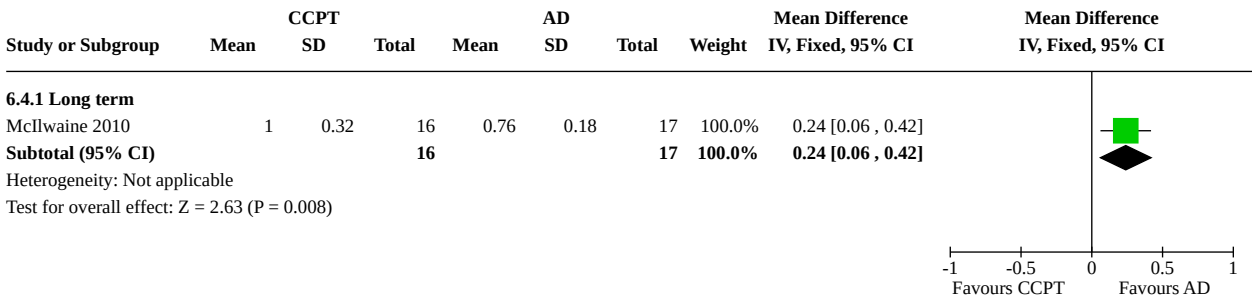 CCPT AD Mean Difference Mean Difference
Study or Subgroup Mean SD Total Mean SD Total Weight IV, Fixed, 95% CI IV, Fixed, 95% CI
6.4.1 Long term
McIlwaine 2010 1 0.32 16 0.76 0.18 17 100.0% 0.24 [0.06 , 0.42]
Subtotal (95% CI) 16 17 100.0% 0.24 [0.06 , 0.42]
Heterogeneity: Not applicable
Test for overall effect: Z = 2.63 (P = 0.008)
-1 -0.5 0 0.5 1
Favours CCPT Favours AD